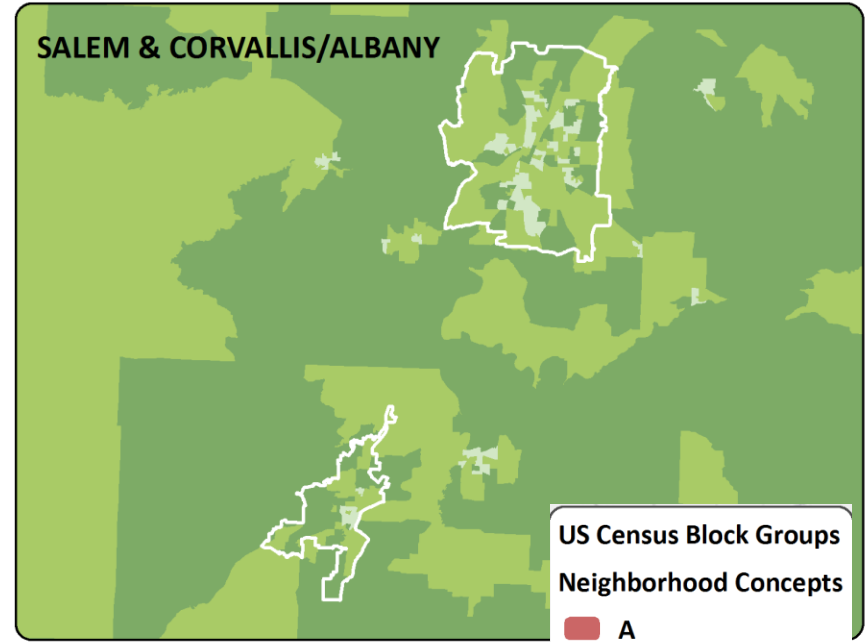 SALEM & CORVALLIS/ALBANY
US Census Block Groups
Neighborhood Concepts
A